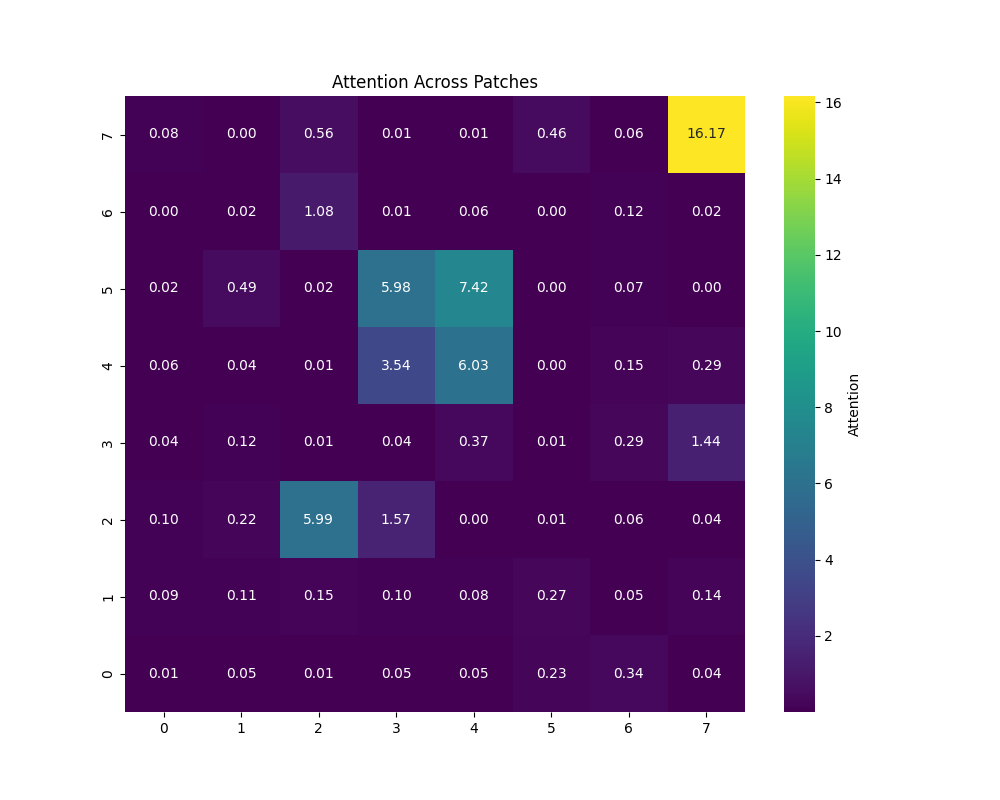 Attention Across Patches
7 0.08 0.00 0.56 0.01 0.01 0.46 0.06 16.17
6 0.00 0.02 1.08 0.01 0.06 0.00 0.12 0.02
5 0.02 0.49 0.02 5.98 7.42 0.00 0.07 0.00
4 0.06 0.04 0.01 3.54 6.03 0.00 0.15 0.29
3 0.04 0.12 0.01 0.04 0.37 0.01 0.29 1.44
2 0.10 0.22 5.99 1.57 0.00 0.01 0.06 0.04
1 0.09 0.11 0.15 0.10 0.08 0.27 0.05 0.14
0 0.01 0.05 0.01 0.05 0.05 0.23 0.34 0.04
0 1 2 3 4 5 6 7
16
14
12
10
8
6
4
2
Attention